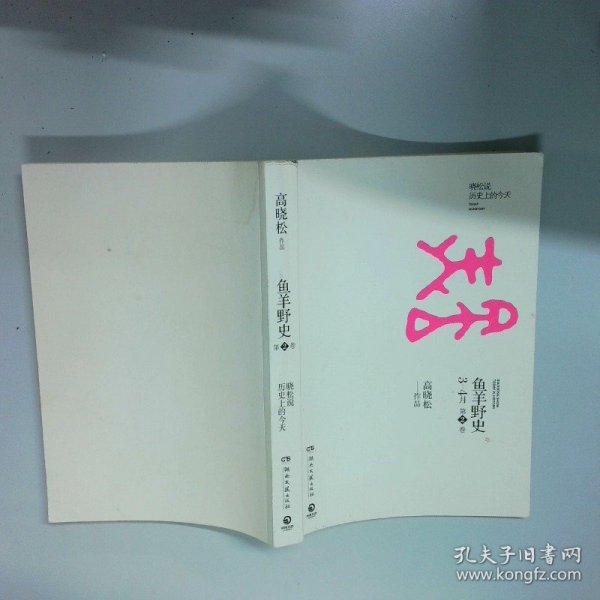 高晓松
作品
鱼羊野史
第2卷
晓松说
历史上的今天
湖南文艺出版社
晓松说
历史上的今天
鱼羊野史
3 4月 第2卷
高晓松
——作品
孔夫子旧书网
www.kongfz.com